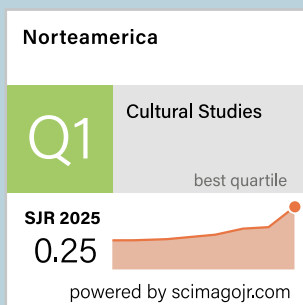 Norteamerica
Q1
Cultural Studies
best quartile
SJR 2025
0.25
powered by scimagojr.com